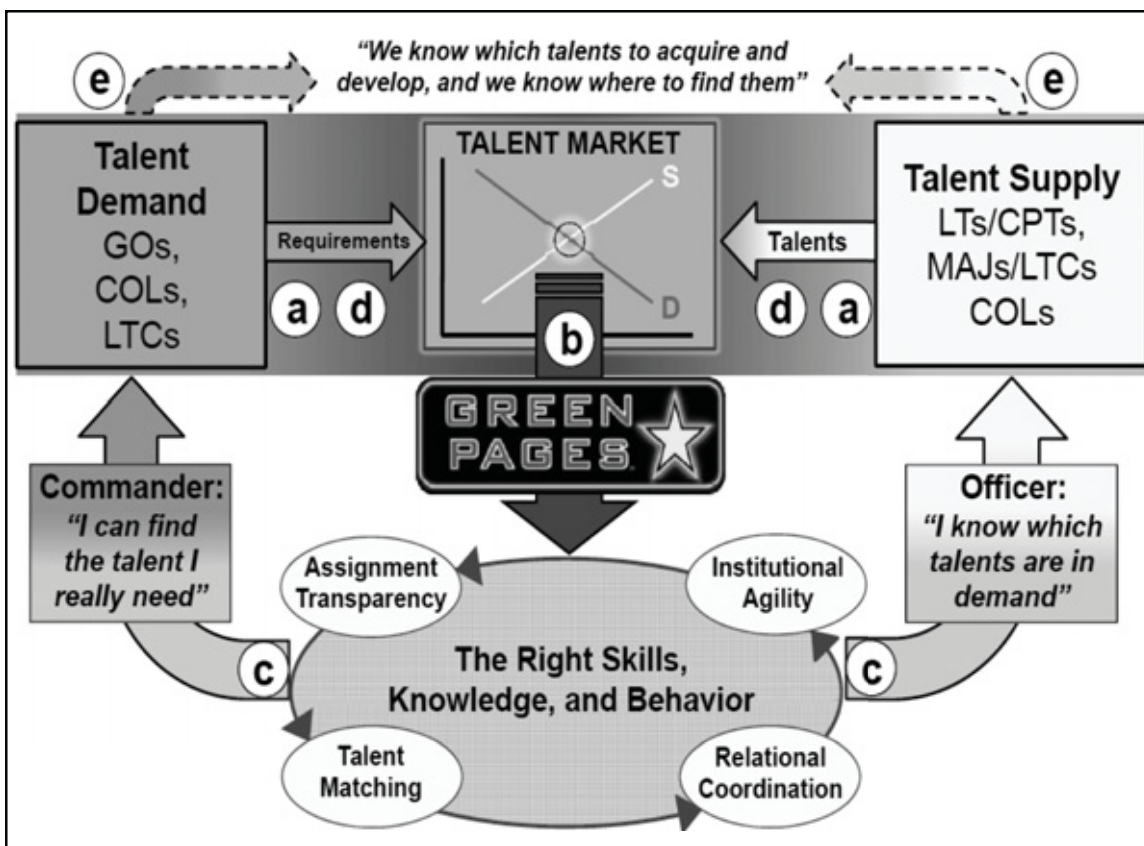 “We know which talents to acquire and
develop, and we know where to find them”
e
e
Talent
Demand
GOs,
COLs,
LTCs
Requirements
a
d
TALENT MARKET
S
D
b
Talents
d
a
Talent Supply
LTs/CPTs,
MAJs/LTCs
COLs
GREEN
PAGES
Commander:
“I can find
the talent I
really need”
c
Officer:
“I know which
talents are in
demand”
c
Assignment
Transparency
Institutional
Agility
The Right Skills,
Knowledge, and Behavior
Talent
Matching
Relational
Coordination